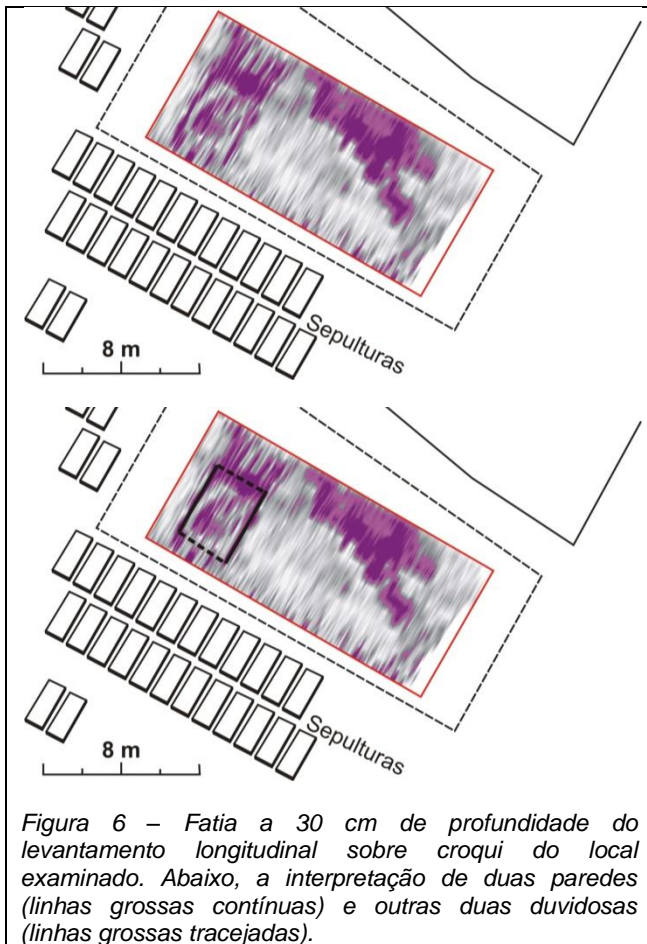 Sepulturas
8 m
Sepulturas
8 m
Figura 6 – Fatia a 30 cm de profundidade do
levantamento longitudinal sobre croqui do local
examinado. Abaixo, a interpretação de duas paredes
(linhas grossas contínuas) e outras duas duvidosas
(linhas grossas tracejadas).